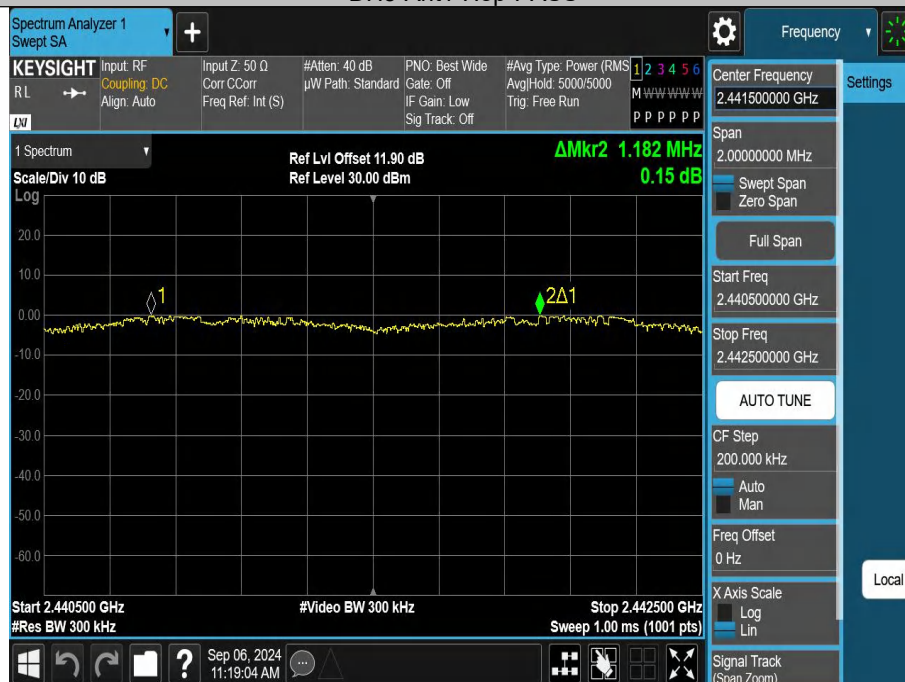 Spectrum Analyzer 1
Swept SA
+
Frequency
KEYSIGHT
RL
LXI
Input: RF
Coupling: DC
Align: Auto
Input Z: 50 Ω
Corr CCorr
Freq Ref: Int (S)
#Atten: 40 dB
µW Path: Standard
PNO: Best Wide
Gate: Off
IF Gain: Low
Sig Track: Off
#Avg Type: Power (RMS
Avg|Hold: 5000/5000
Trig: Free Run
1 2 3 4 5 6
M W W W W W
P P P P P P
1 Spectrum
Scale/Div 10 dB
Log
Ref Lvl Offset 11.90 dB
Ref Level 30.00 dBm
ΔMkr2 1.182 MHz
0.15 dB
20.0
10.0
0.00
-10.0
-20.0
-30.0
-40.0
-50.0
-60.0
1
2Δ1
Start 2.440500 GHz
#Res BW 300 kHz
#Video BW 300 kHz
Stop 2.442500 GHz
Sweep 1.00 ms (1001 pts)
Center Frequency
2.441500000 GHz
Span
2.00000000 MHz
Swept Span
Zero Span
Full Span
Start Freq
2.440500000 GHz
Stop Freq
2.442500000 GHz
AUTO TUNE
CF Step
200.000 kHz
Auto
Man
Freq Offset
0 Hz
X Axis Scale
Log
Lin
Signal Track
(Span Zoom)
Settings
Local
?
Sep 06, 2024
11:19:04 AM